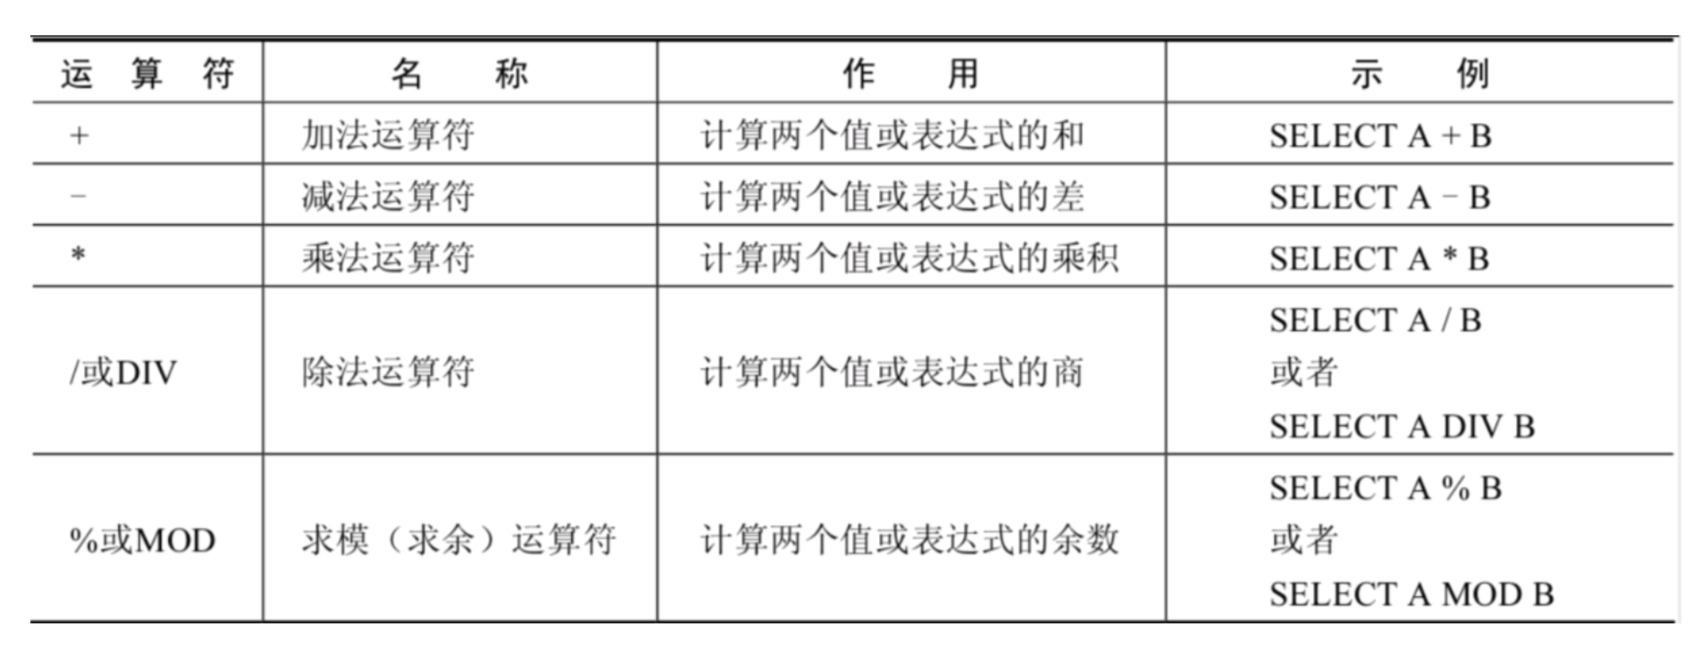 运 算 符 名 称 作 用 示 例
+ 加法运算符 计算两个值或表达式的和 SELECT A + B
– 减法运算符 计算两个值或表达式的差 SELECT A – B
* 乘法运算符 计算两个值或表达式的乘积 SELECT A * B
/或DIV 除法运算符 计算两个值或表达式的商 SELECT A / B
或者
SELECT A DIV B
%或MOD 求模（求余）运算符 计算两个值或表达式的余数 SELECT A % B
或者
SELECT A MOD B